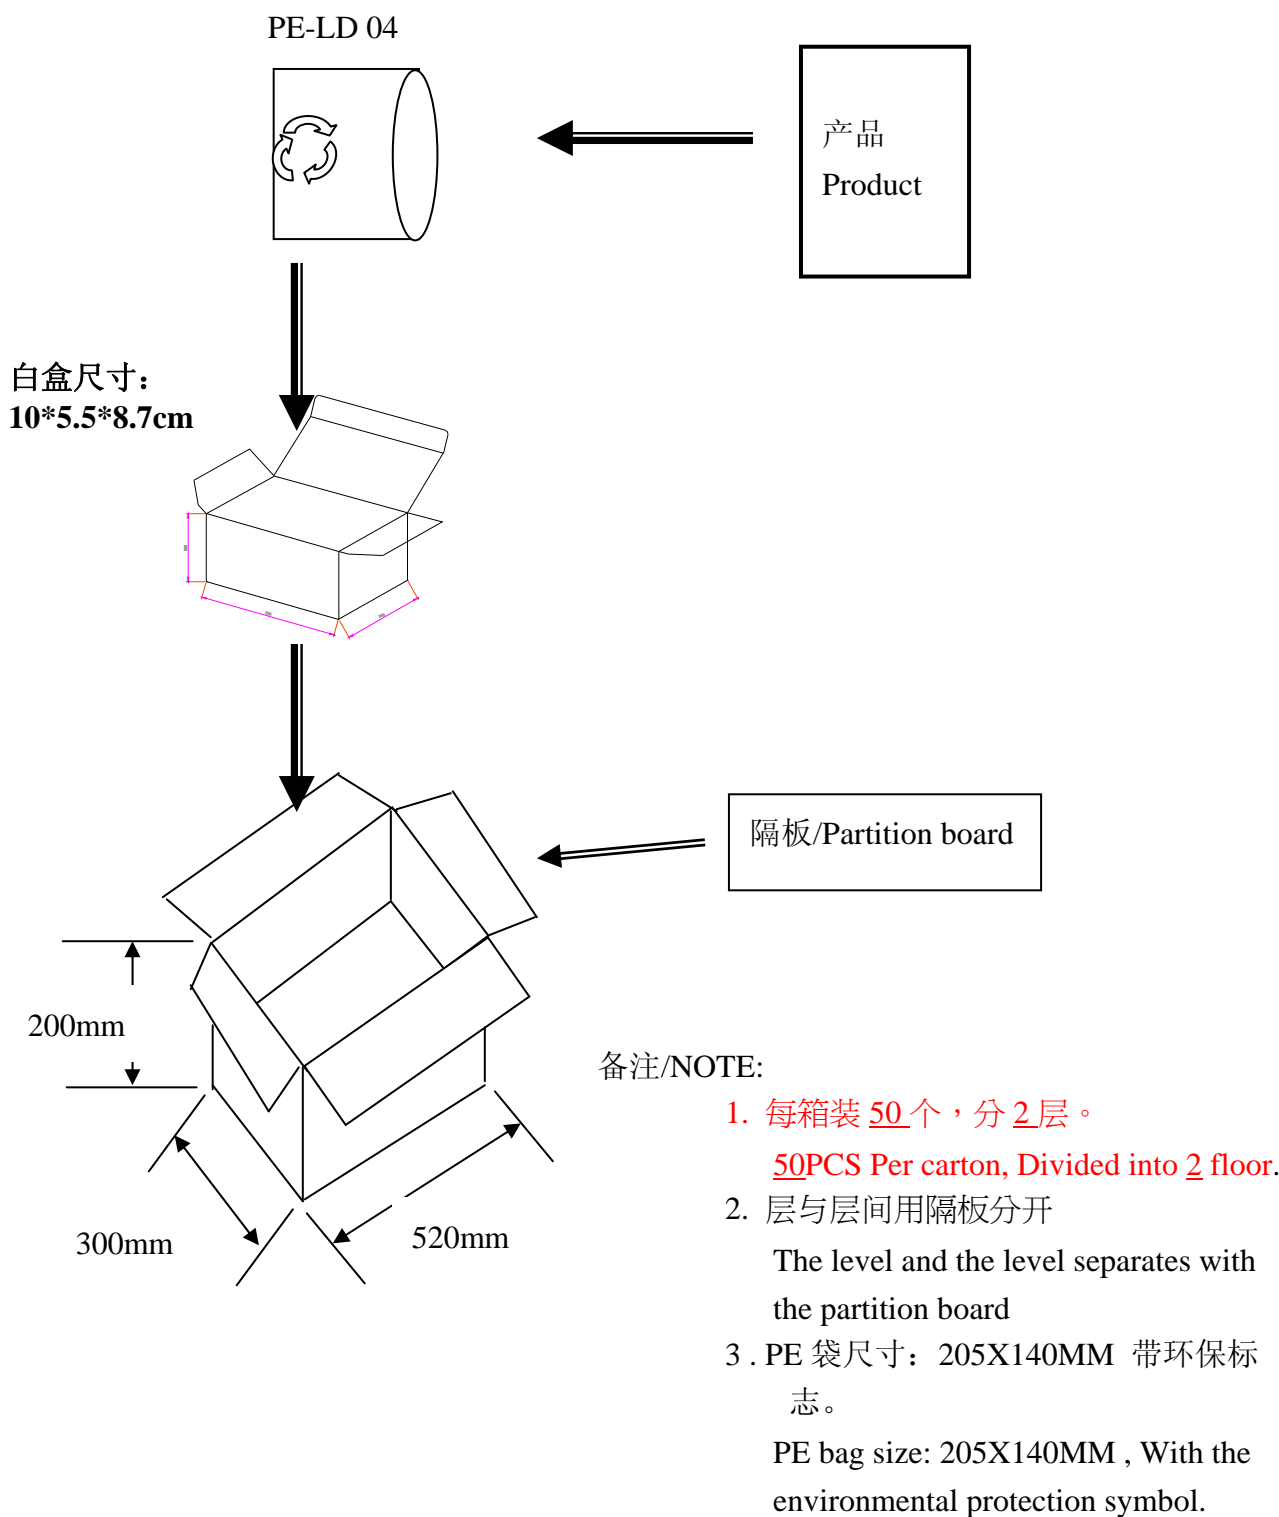 PE-LD 04
产品
Product
白盒尺寸：
10*5.5*8.7cm
隔板/Partition board
200mm
300mm
520mm
备注/NOTE:
1. 每箱装 50 个，分 2 层。
50PCS Per carton, Divided into 2 floor.
2. 层与层间用隔板分开
The level and the level separates with
the partition board
3 . PE 袋尺寸：205X140MM 带环保标
志。
PE bag size: 205X140MM , With the
environmental protection symbol.